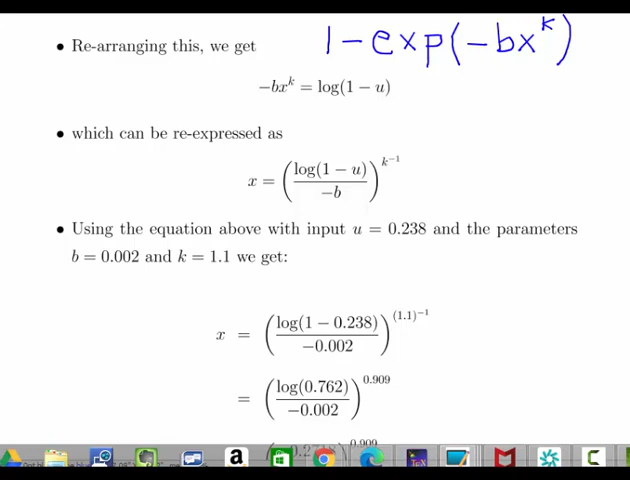 1-exp(-bx^k)
• Re-arranging this, we get
−bx^k = log(1 − u)
• which can be re-expressed as
x = (log(1 − u) / −b)^{k^{−1}}
• Using the equation above with input u = 0.238 and the parameters
b = 0.002 and k = 1.1 we get:
x = (log(1 − 0.238) / −0.002)^{(1.1)^{−1}}
= (log(0.762) / −0.002)^{0.909}
0.909